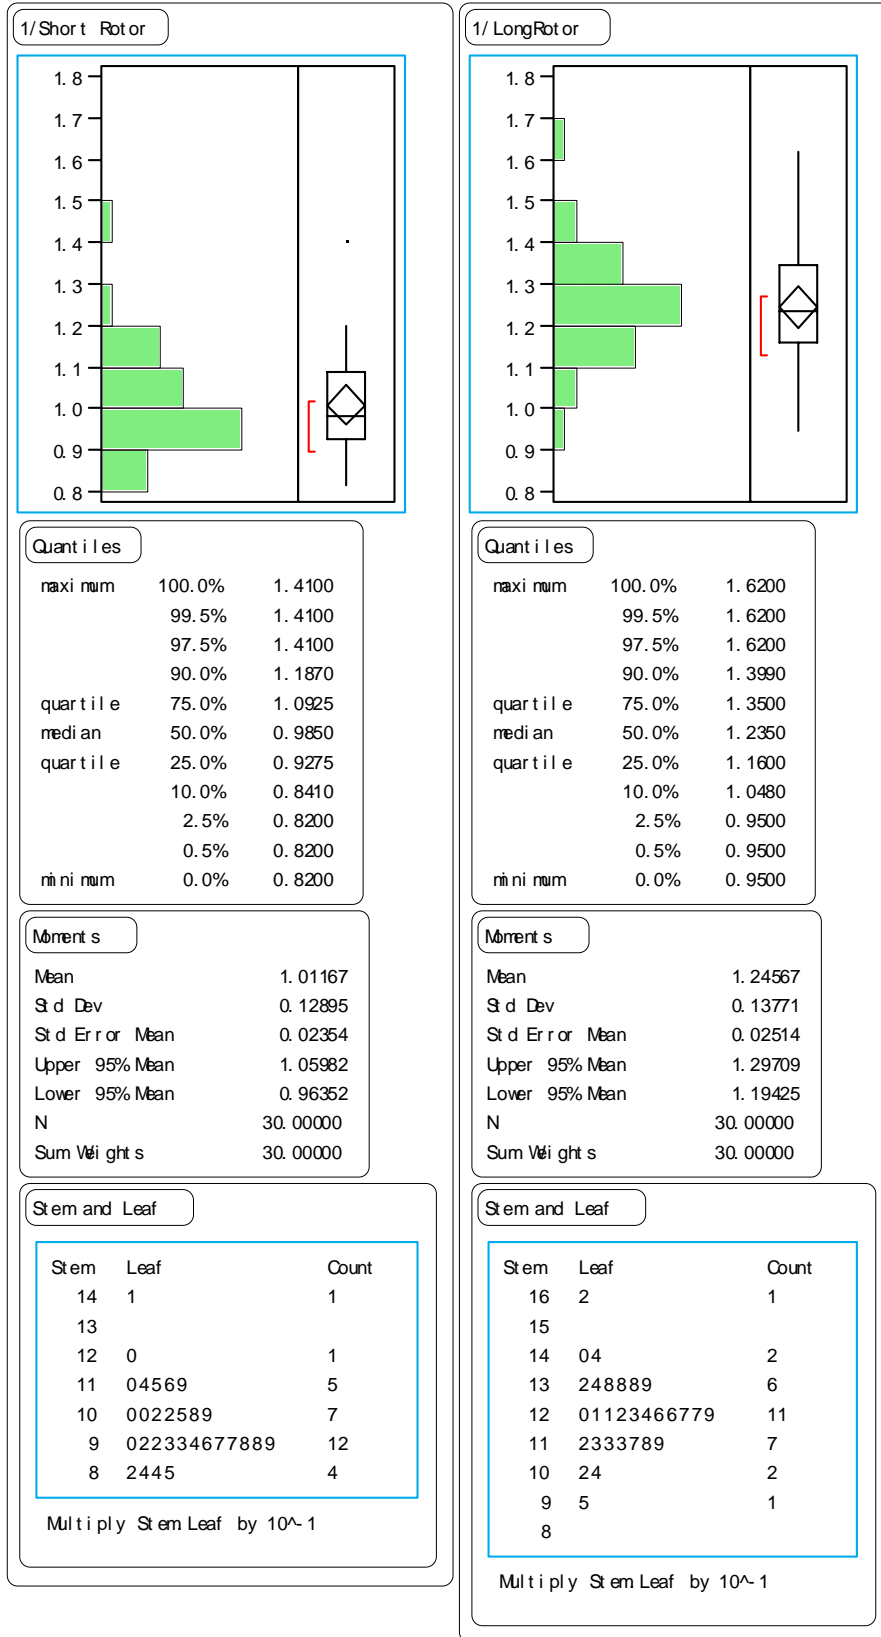 1/Short Rotor
1.8
1.7
1.6
1.5
1.4
1.3
1.2
1.1
1.0
0.9
0.8
Quantiles
maximum 100.0% 1.4100
99.5% 1.4100
97.5% 1.4100
90.0% 1.1870
quartile 75.0% 1.0925
median 50.0% 0.9850
quartile 25.0% 0.9275
10.0% 0.8410
2.5% 0.8200
0.5% 0.8200
minimum 0.0% 0.8200
Moments
Mean 1.01167
Std Dev 0.12895
Std Error Mean 0.02354
Upper 95% Mean 1.05982
Lower 95% Mean 0.96352
N 30.00000
Sum Weights 30.00000
Stem and Leaf
Stem Leaf Count
14 1 1
13
12 0 1
11 04569 5
10 0022589 7
9 022334677889 12
8 2445 4
Multiply Stem.Leaf by 10^-1
1/LongRotor
1.8
1.7
1.6
1.5
1.4
1.3
1.2
1.1
1.0
0.9
0.8
Quantiles
maximum 100.0% 1.6200
99.5% 1.6200
97.5% 1.6200
90.0% 1.3990
quartile 75.0% 1.3500
median 50.0% 1.2350
quartile 25.0% 1.1600
10.0% 1.0480
2.5% 0.9500
0.5% 0.9500
minimum 0.0% 0.9500
Moments
Mean 1.24567
Std Dev 0.13771
Std Error Mean 0.02514
Upper 95% Mean 1.29709
Lower 95% Mean 1.19425
N 30.00000
Sum Weights 30.00000
Stem and Leaf
Stem Leaf Count
16 2 1
15
14 04 2
13 248889 6
12 01123466779 11
11 2333789 7
10 24 2
9 5 1
8
Multiply Stem.Leaf by 10^-1